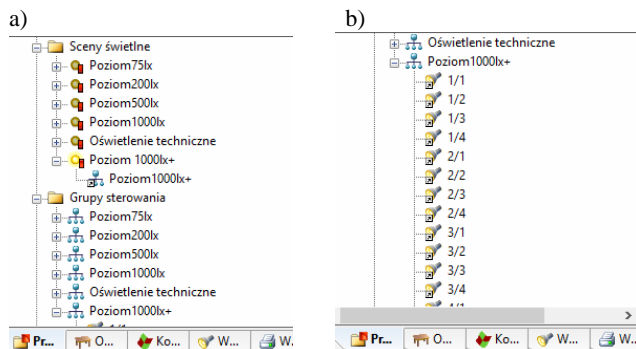 a)
Sceny świetlne
Poziom75lx
Poziom200lx
Poziom500lx
Poziom1000lx
Oświetlenie techniczne
Poziom 1000lx+
Poziom1000lx+
Grupy sterowania
Poziom75lx
Poziom200lx
Poziom500lx
Poziom1000lx
Oświetlenie techniczne
Poziom1000lx+
Pr... O... Ko... W... W.
b)
Oświetlenie techniczne
Poziom1000lx+
1/1
1/2
1/3
1/4
2/1
2/2
2/3
2/4
3/1
3/2
3/3
3/4
Pr... O... Ko... W... W.